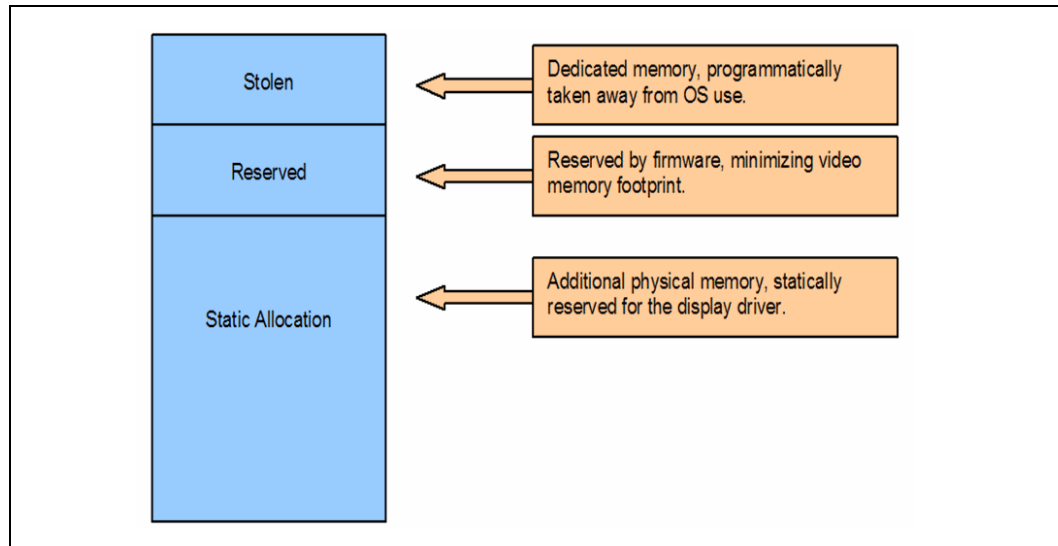 Stolen
Dedicated memory, programmatically
taken away from OS use.
Reserved
Reserved by firmware, minimizing video
memory footprint.
Static Allocation
Additional physical memory, statically
reserved for the display driver.